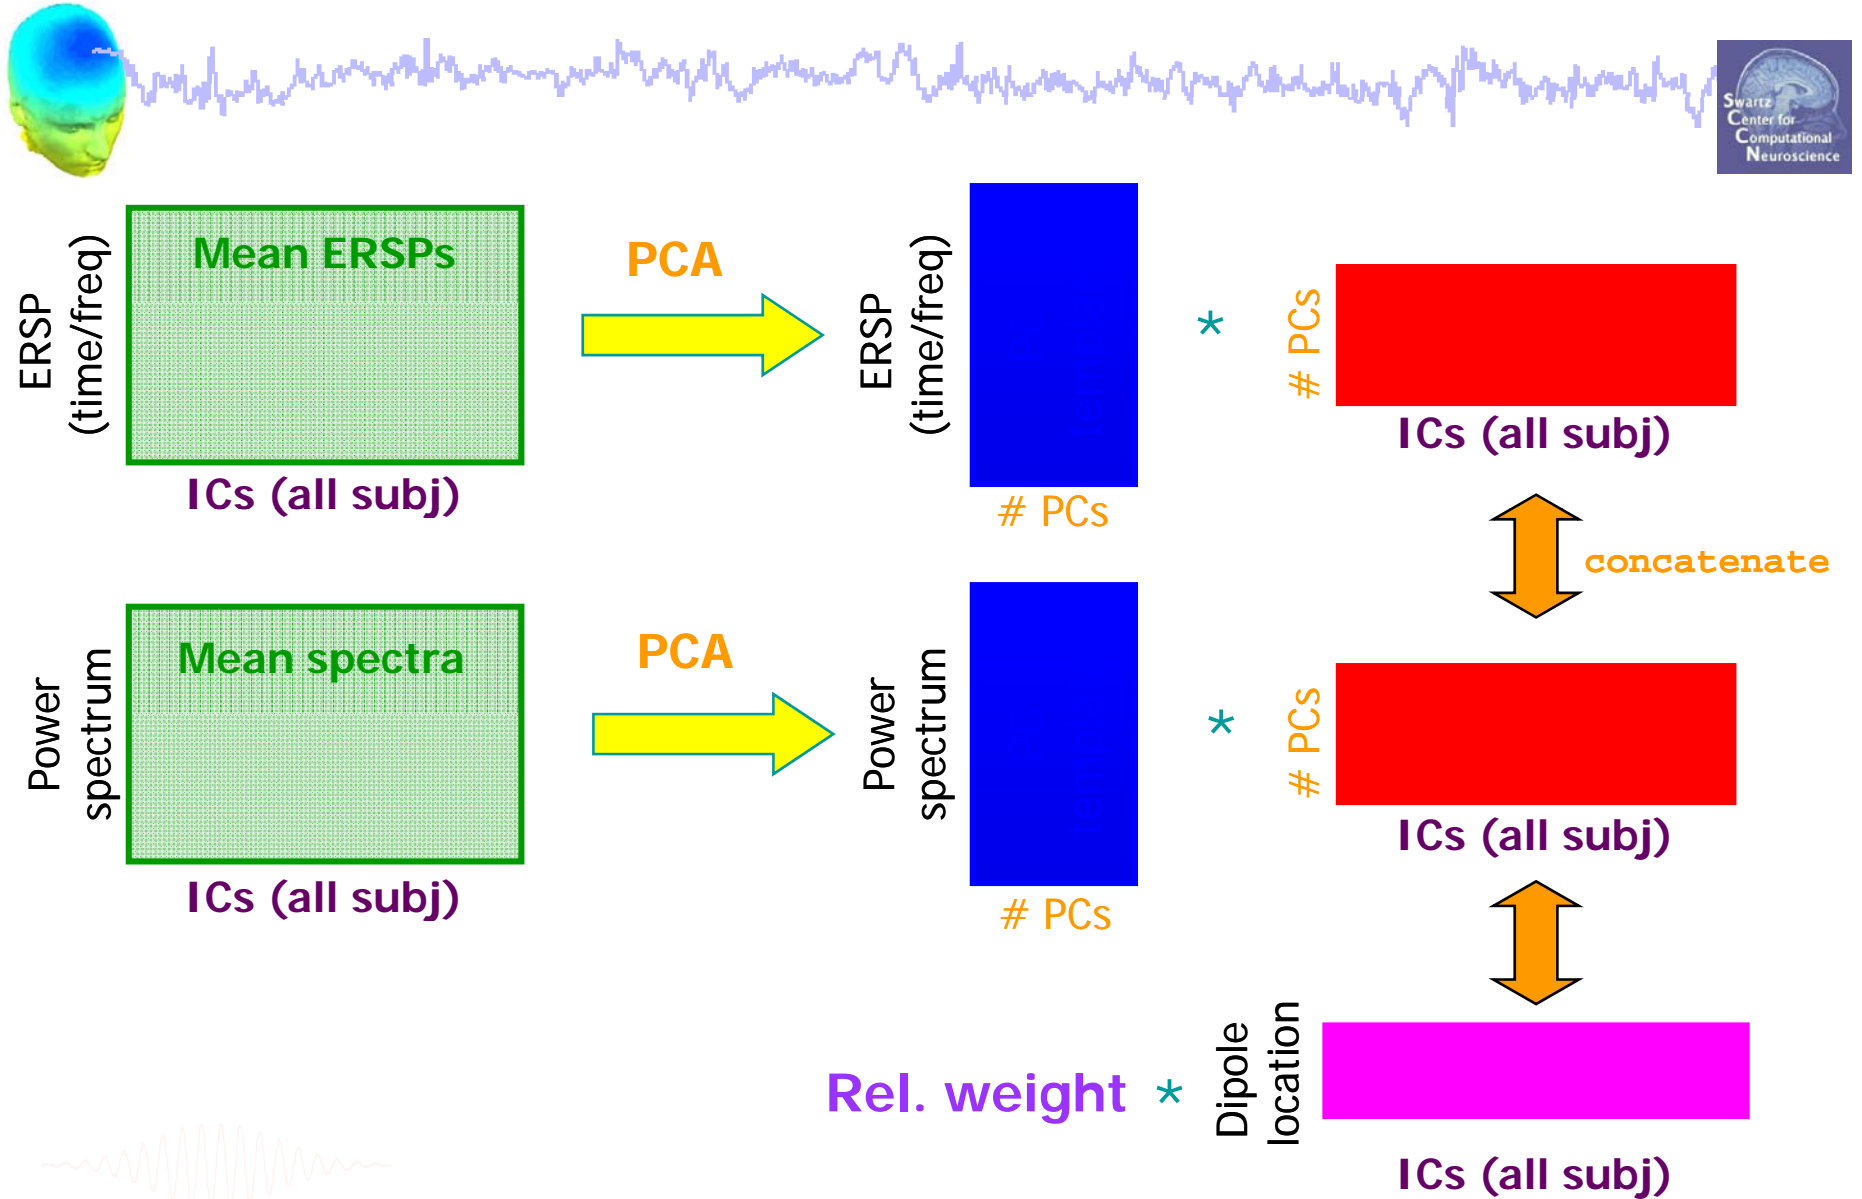 Swartz
Center for
Computational
Neuroscience
ERSP
(time/freq)
Mean ERSPs
ICs (all subj)
PCA
ERSP
(time/freq)
# PCs
*
# PCs
ICs (all subj)
concatenate
Power
spectrum
Mean spectra
ICs (all subj)
PCA
Power
spectrum
# PCs
*
# PCs
ICs (all subj)
Rel. weight *
Dipole
location
ICs (all subj)